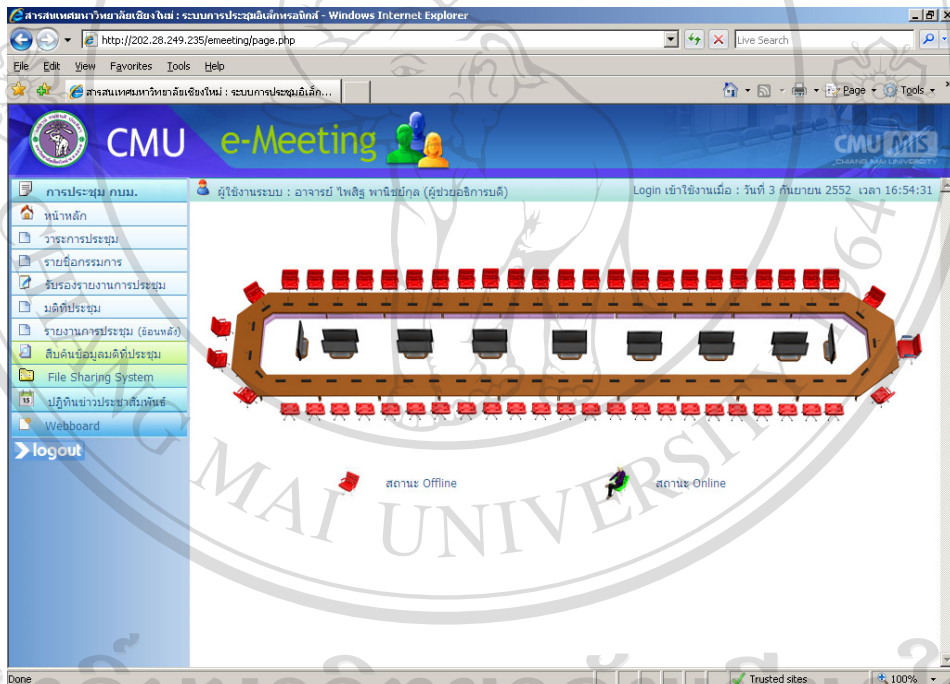 สารสนเทศมหาวิทยาลัยเชียงใหม่ : ระบบการประชุมอิเล็กทรอนิกส์ - Windows Internet Explorer
http://202.28.249.235/emeeting/page.php
Live Search
File Edit View Favorites Tools Help
สารสนเทศมหาวิทยาลัยเชียงใหม่ : ระบบการประชุมอิเล็ก...
Page Tools
CMU e-Meeting
CMU MIS
CHIANG MAI UNIVERSITY
การประชุม กบม.
ผู้ใช้งานระบบ : อาจารย์ ไพสิฐ พานิชย์กุล (ผู้ช่วยอธิการบดี)
Login เข้าใช้งานเมื่อ : วันที่ 3 กันยายน 2552 เวลา 16:54:31
หน้าหลัก
วาระการประชุม
รายชื่อกรรมการ
รับรองรายงานการประชุม
มติที่ประชุม
รายงานการประชุม (ย้อนหลัง)
สืบค้นข้อมูลมติที่ประชุม
File Sharing System
ปฏิทินข่าวประชาสัมพันธ์
Webboard
logout
สถานะ Offline
สถานะ Online
CHIANG MAI UNIVERSITY 1964
Done
Trusted sites
100%